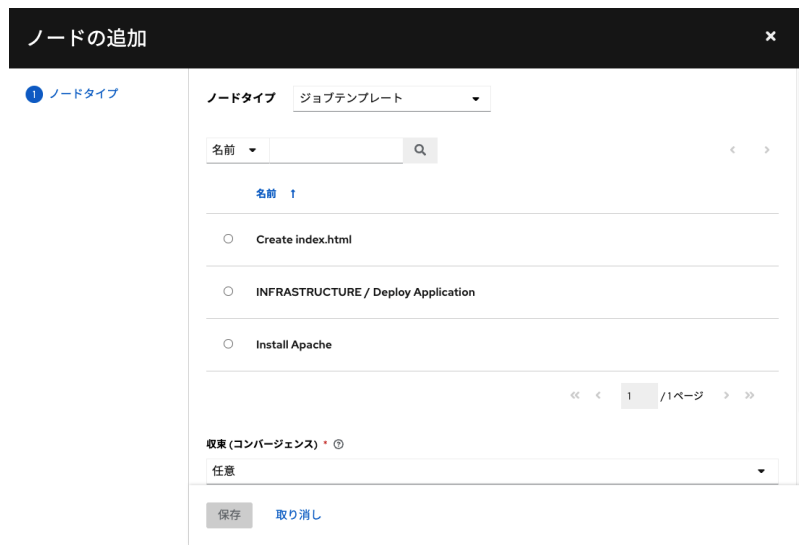 ノードの追加
1 ノードタイプ
ノードタイプ ジョブテンプレート
名前
名前
Create index.html
INFRASTRUCTURE / Deploy Application
Install Apache
1 /1ページ
収束 (コンバージェンス) *
任意
保存 取り消し